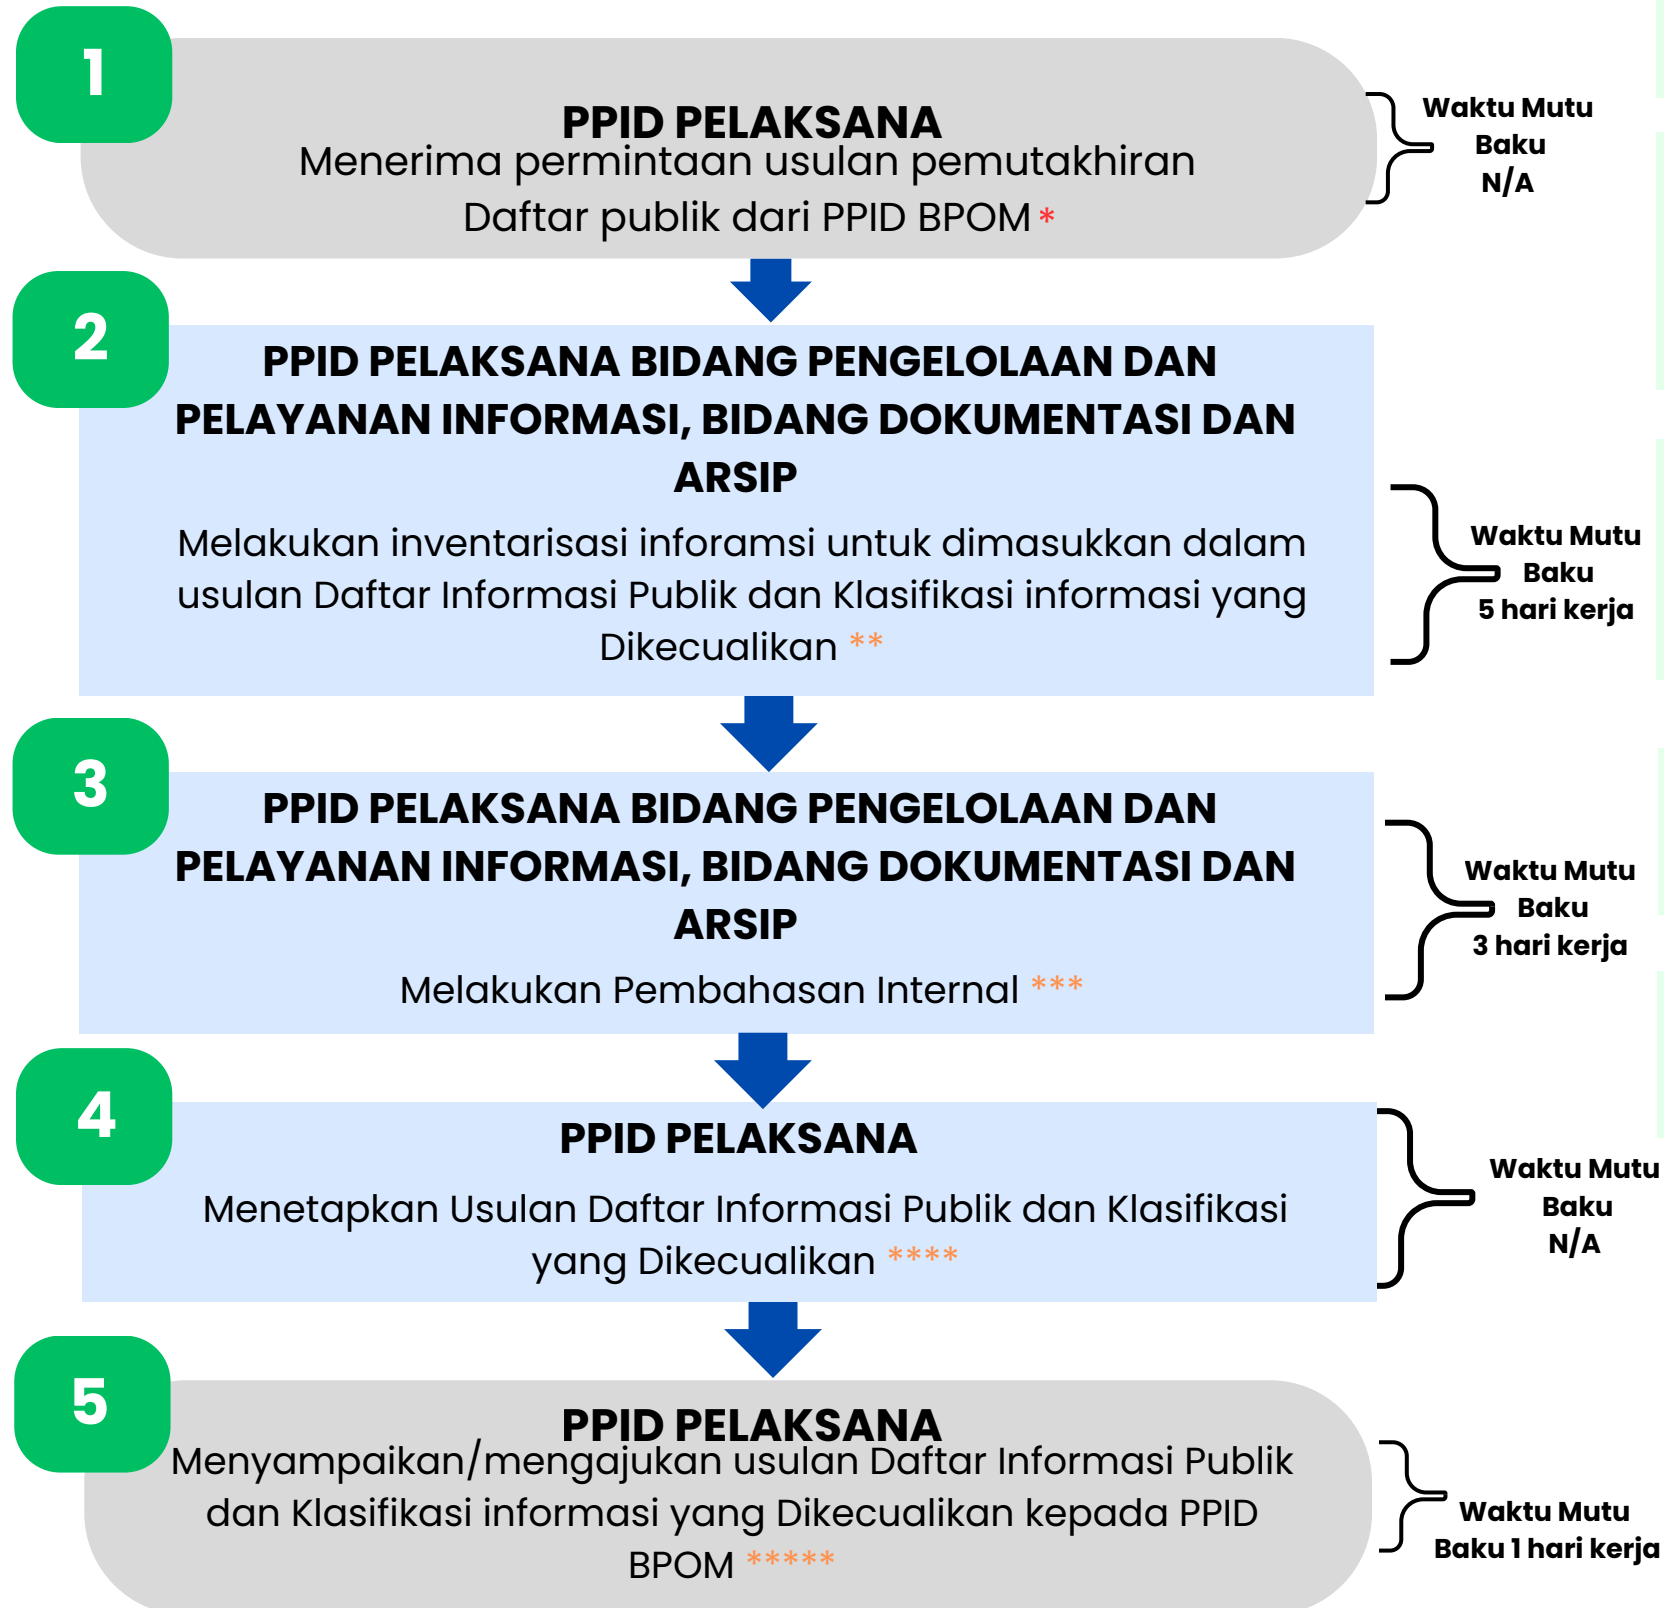 1
PPID PELAKSANA
Menerima permintaan usulan pemutakhiran
Daftar publik dari PPID BPOM *
Waktu Mutu
Baku
N/A
2
PPID PELAKSANA BIDANG PENGELOLAAN DAN
PELAYANAN INFORMASI, BIDANG DOKUMENTASI DAN
ARSIP
Melakukan inventarisasi inforamsi untuk dimasukkan dalam
usulan Daftar Informasi Publik dan Klasifikasi informasi yang
Dikecualikan **
Waktu Mutu
Baku
5 hari kerja
3
PPID PELAKSANA BIDANG PENGELOLAAN DAN
PELAYANAN INFORMASI, BIDANG DOKUMENTASI DAN
ARSIP
Melakukan Pembahasan Internal ***
Waktu Mutu
Baku
3 hari kerja
4
PPID PELAKSANA
Menetapkan Usulan Daftar Informasi Publik dan Klasifikasi
yang Dikecualikan ****
Waktu Mutu
Baku
N/A
5
PPID PELAKSANA
Menyampaikan/mengajukan usulan Daftar Informasi Publik
dan Klasifikasi informasi yang Dikecualikan kepada PPID
BPOM *****
Waktu Mutu
Baku 1 hari kerja